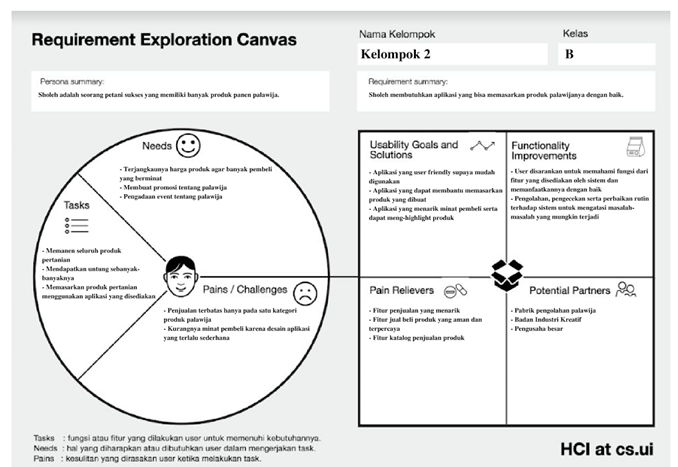 Requirement Exploration Canvas
Nama Kelompok
Kelas
Kelompok 2
B
Persona summary:
Sholeh adalah seorang petani sukses yang memiliki banyak produk panen palawija.
Requirement summary:
Sholeh membutuhkan aplikasi yang bisa memasarkan produk palawijanya dengan baik.
Needs
- Terjangkaunya harga produk agar banyak pembeli
yang berminat
- Membuat promosi tentang palawija
- Pengadaan event tentang palawija
Tasks
- Memanen seluruh produk
pertanian
- Mendapatkan untung sebanyak-
banyaknya
- Memasarkan produk pertanian
menggunakan aplikasi yang disediakan
Pains / Challenges
- Penjualan terbatas hanya pada satu kategori
produk palawija
- Kurangnya minat pembeli karena desain aplikasi
yang terlalu sederhana
Usability Goals and
Solutions
- Aplikasi yang user friendly supaya mudah
digunakan
- Aplikasi yang dapat membantu memasarkan
produk yang dibuat
- Aplikasi yang menarik minat pembeli serta
dapat meng-highlight produk
Functionality
Improvements
- User disarankan untuk memahami fungsi dari
fitur yang disediakan oleh sistem dan
memanfaatkannya dengan baik
- Pengolahan, pengecekan serta perbaikan rutin
terhadap sistem untuk mengatasi masalah-
masalah yang mungkin terjadi
Pain Relievers
- Fitur penjualan yang menarik
- Fitur jual beli produk yang aman dan
terpercaya
- Fitur katalog penjualan produk
Potential Partners
- Pabrik pengolahan palawija
- Badan Industri Kreatif
- Pengusaha besar
Tasks : fungsi atau fitur yang dilakukan user untuk memenuhi kebutuhannya.
Needs : hal yang diharapkan atau dibutuhkan user dalam mengerjakan task.
Pains : kesulitan yang dirasakan user ketika melakukan task.
HCI at cs.ui